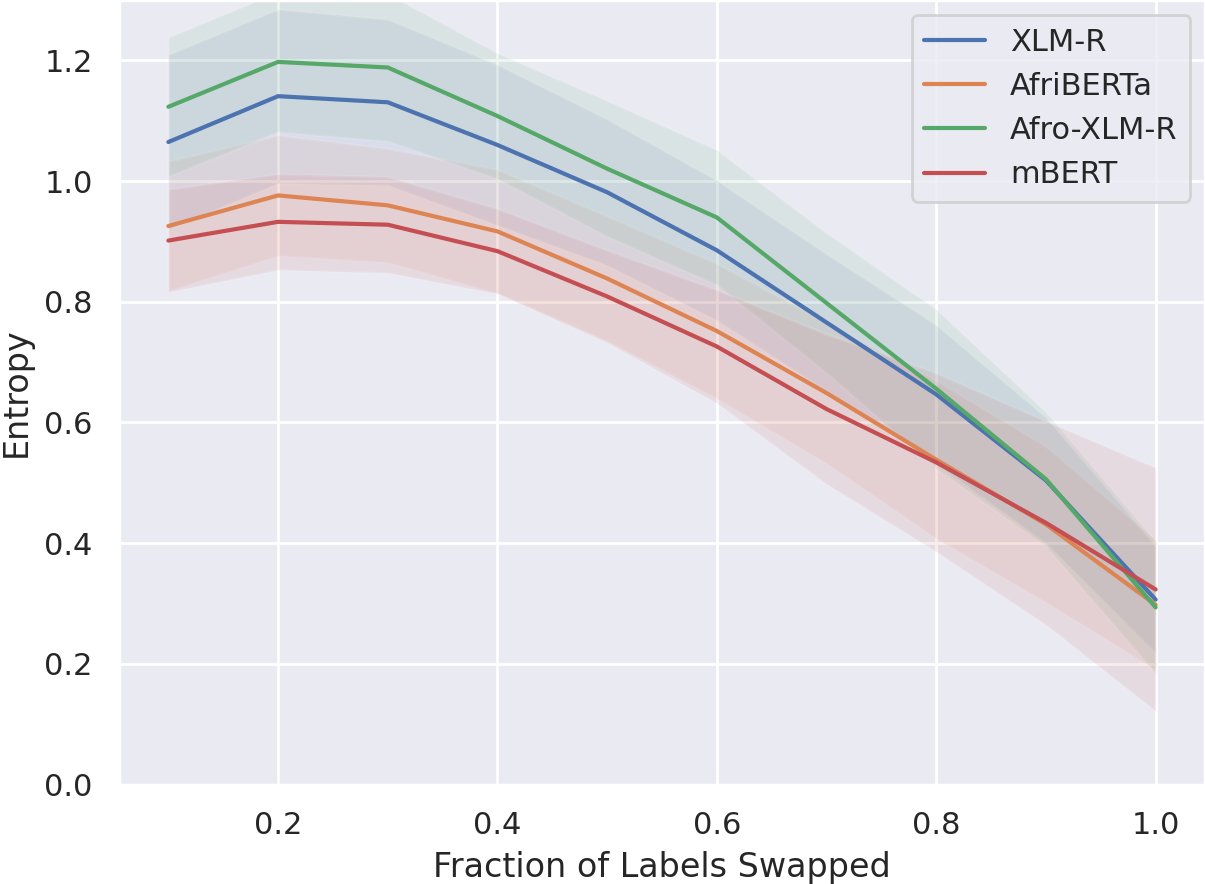 XLM-R
AfriBERTa
Afro-XLM-R
mBERT
Entropy
1.2
1.0
0.8
0.6
0.4
0.2
0.0
0.2 0.4 0.6 0.8 1.0
Fraction of Labels Swapped